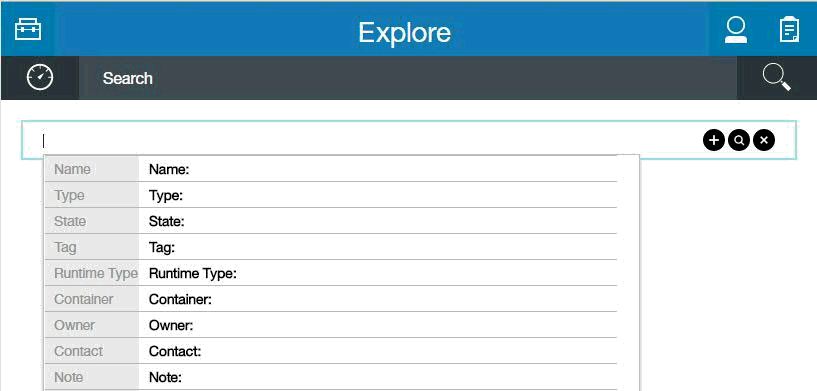 Explore
Search
Name Name:
Type Type:
State State:
Tag Tag:
Runtime Type Runtime Type:
Container Container:
Owner Owner:
Contact Contact:
Note Note: